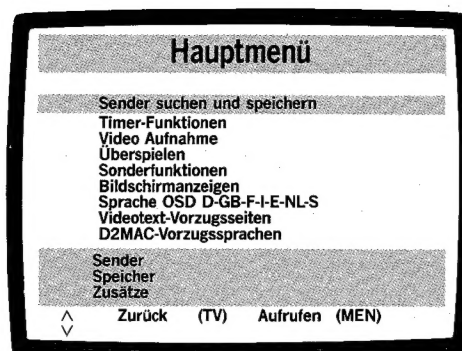 Hauptmenü
Sender suchen und speichern
Timer-Funktionen
Video Aufnahme
Überspielen
Sonderfunktionen
Bildschirmanzeigen
Sprache OSD D-GB-F-I-E-NL-S
Videotext-Vorzugsseiten
D2MAC-Vorzugssprachen
Sender
Speicher
Zusätze
Zurück (TV) Aufrufen (MEN)